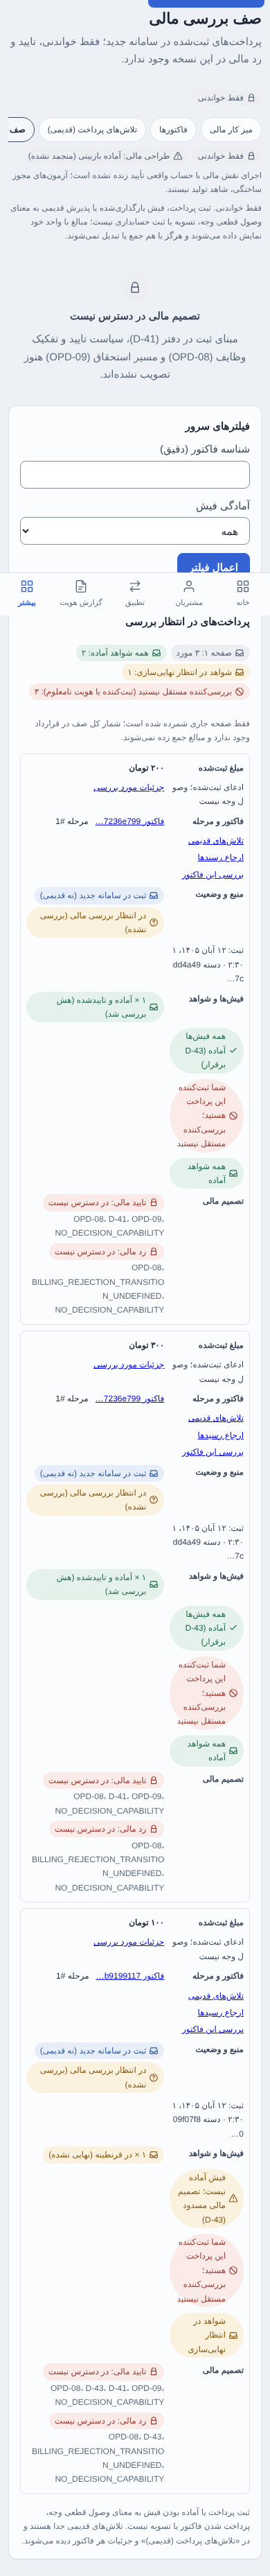 صف بررسی مالی
پرداخت‌های ثبت‌شده در سامانه جدید؛ فقط خواندنی، تایید و
رد مالی در این نسخه وجود ندارد.
فقط خواندنی
میز کار مالی
فاکتورها
تلاش‌های پرداخت (قدیمی)
صف
فقط خواندنی
طراحی مالی: آماده بازبینی (منجمد نشده)
اجرای نقش مالی با حساب واقعی تأیید زنده نشده است؛ آزمون‌های مجوز
ساختگی، شاهد تولید نیستند.
فقط خواندنی. ثبت پرداخت، فیش بارگذاری‌شده یا پذیرش قدیمی به معنای
وصول قطعی وجه، تسویه یا ثبت حسابداری نیست؛ مبالغ با واحد خود
نمایش داده می‌شوند و هرگز با هم جمع یا تبدیل نمی‌شوند.
تصمیم مالی در دسترس نیست
مبنای ثبت در دفتر (D-41)، سیاست تایید و تفکیک
وظایف (OPD-08) و مسیر استحقاق (OPD-09) هنوز
تصویب نشده‌اند.
فیلترهای سرور
شناسه فاکتور (دقیق)
آمادگی فیش
همه
اعمال فیلتر
خانه
مشتریان
تطبیق
گزارش هویت
بیشتر
پرداخت‌های در انتظار بررسی
صفحه ۱: ۳ مورد
همه شواهد آماده: ۲
شواهد در انتظار نهایی‌سازی: ۱
بررسی‌کننده مستقل نیستید (ثبت‌کننده یا هویت نامعلوم): ۳
فقط صفحه جاری شمرده شده است؛ شمار کل صف در قرارداد
وجود ندارد و مبالغ جمع زده نمی‌شوند.
مبلغ ثبت‌شده
۲۰۰ تومان
ادعای ثبت‌شده؛ وصو
ل وجه نیست
جزئیات مورد بررسی
فاکتور و مرحله
فاکتور 7236e799…
مرحله #1
تلاش‌های قدیمی
ارجاع رسیدها
بررسی این فاکتور
منبع و وضعیت
ثبت در سامانه جدید (نه قدیمی)
در انتظار بررسی مالی (بررسی
نشده)
ثبت: ۱۲ آبان ۱۴۰۵، ۱
۲:۳۰ · دسته dd4a49
7c…
فیش‌ها و شواهد
۱ × آماده و تاییدشده (هش
بررسی شد)
همه فیش‌ها
آماده (D-43
برقرار)
شما ثبت‌کننده
این پرداخت
هستید؛
بررسی‌کننده
مستقل نیستید
همه شواهد
آماده
تصمیم مالی
تایید مالی: در دسترس نیست
OPD-08، D-41، OPD-09،
NO_DECISION_CAPABILITY
رد مالی: در دسترس نیست
OPD-08،
BILLING_REJECTION_TRANSITIO
N_UNDEFINED،
NO_DECISION_CAPABILITY
مبلغ ثبت‌شده
۳۰۰ تومان
ادعای ثبت‌شده؛ وصو
ل وجه نیست
جزئیات مورد بررسی
فاکتور و مرحله
فاکتور 7236e799…
مرحله #1
تلاش‌های قدیمی
ارجاع رسیدها
بررسی این فاکتور
منبع و وضعیت
ثبت در سامانه جدید (نه قدیمی)
در انتظار بررسی مالی (بررسی
نشده)
ثبت: ۱۲ آبان ۱۴۰۵، ۱
۲:۳۰ · دسته dd4a49
7c…
فیش‌ها و شواهد
۱ × آماده و تاییدشده (هش
بررسی شد)
همه فیش‌ها
آماده (D-43
برقرار)
شما ثبت‌کننده
این پرداخت
هستید؛
بررسی‌کننده
مستقل نیستید
همه شواهد
آماده
تصمیم مالی
تایید مالی: در دسترس نیست
OPD-08، D-41، OPD-09،
NO_DECISION_CAPABILITY
رد مالی: در دسترس نیست
OPD-08،
BILLING_REJECTION_TRANSITIO
N_UNDEFINED،
NO_DECISION_CAPABILITY
مبلغ ثبت‌شده
۱۰۰ تومان
ادعای ثبت‌شده؛ وصو
ل وجه نیست
جزئیات مورد بررسی
فاکتور و مرحله
فاکتور b9199117…
مرحله #1
تلاش‌های قدیمی
ارجاع رسیدها
بررسی این فاکتور
منبع و وضعیت
ثبت در سامانه جدید (نه قدیمی)
در انتظار بررسی مالی (بررسی
نشده)
ثبت: ۱۲ آبان ۱۴۰۵، ۱
۲:۳۰ · دسته 09f07f8
0…
فیش‌ها و شواهد
۱ × در قرنطینه (نهایی نشده)
فیش آماده
نیست؛ تصمیم
مالی مسدود
(D-43)
شما ثبت‌کننده
این پرداخت
هستید؛
بررسی‌کننده
مستقل نیستید
شواهد در
انتظار
نهایی‌سازی
تصمیم مالی
تایید مالی: در دسترس نیست
OPD-08، D-43، D-41، OPD-09،
NO_DECISION_CAPABILITY
رد مالی: در دسترس نیست
OPD-08، D-43،
BILLING_REJECTION_TRANSITIO
N_UNDEFINED،
NO_DECISION_CAPABILITY
ثبت پرداخت یا آماده بودن فیش به معنای وصول قطعی وجه،
پرداخت شدن فاکتور یا تسویه نیست. تلاش‌های قدیمی جدا هستند و
در «تلاش‌های پرداخت (قدیمی)» و جزئیات هر فاکتور دیده می‌شوند.